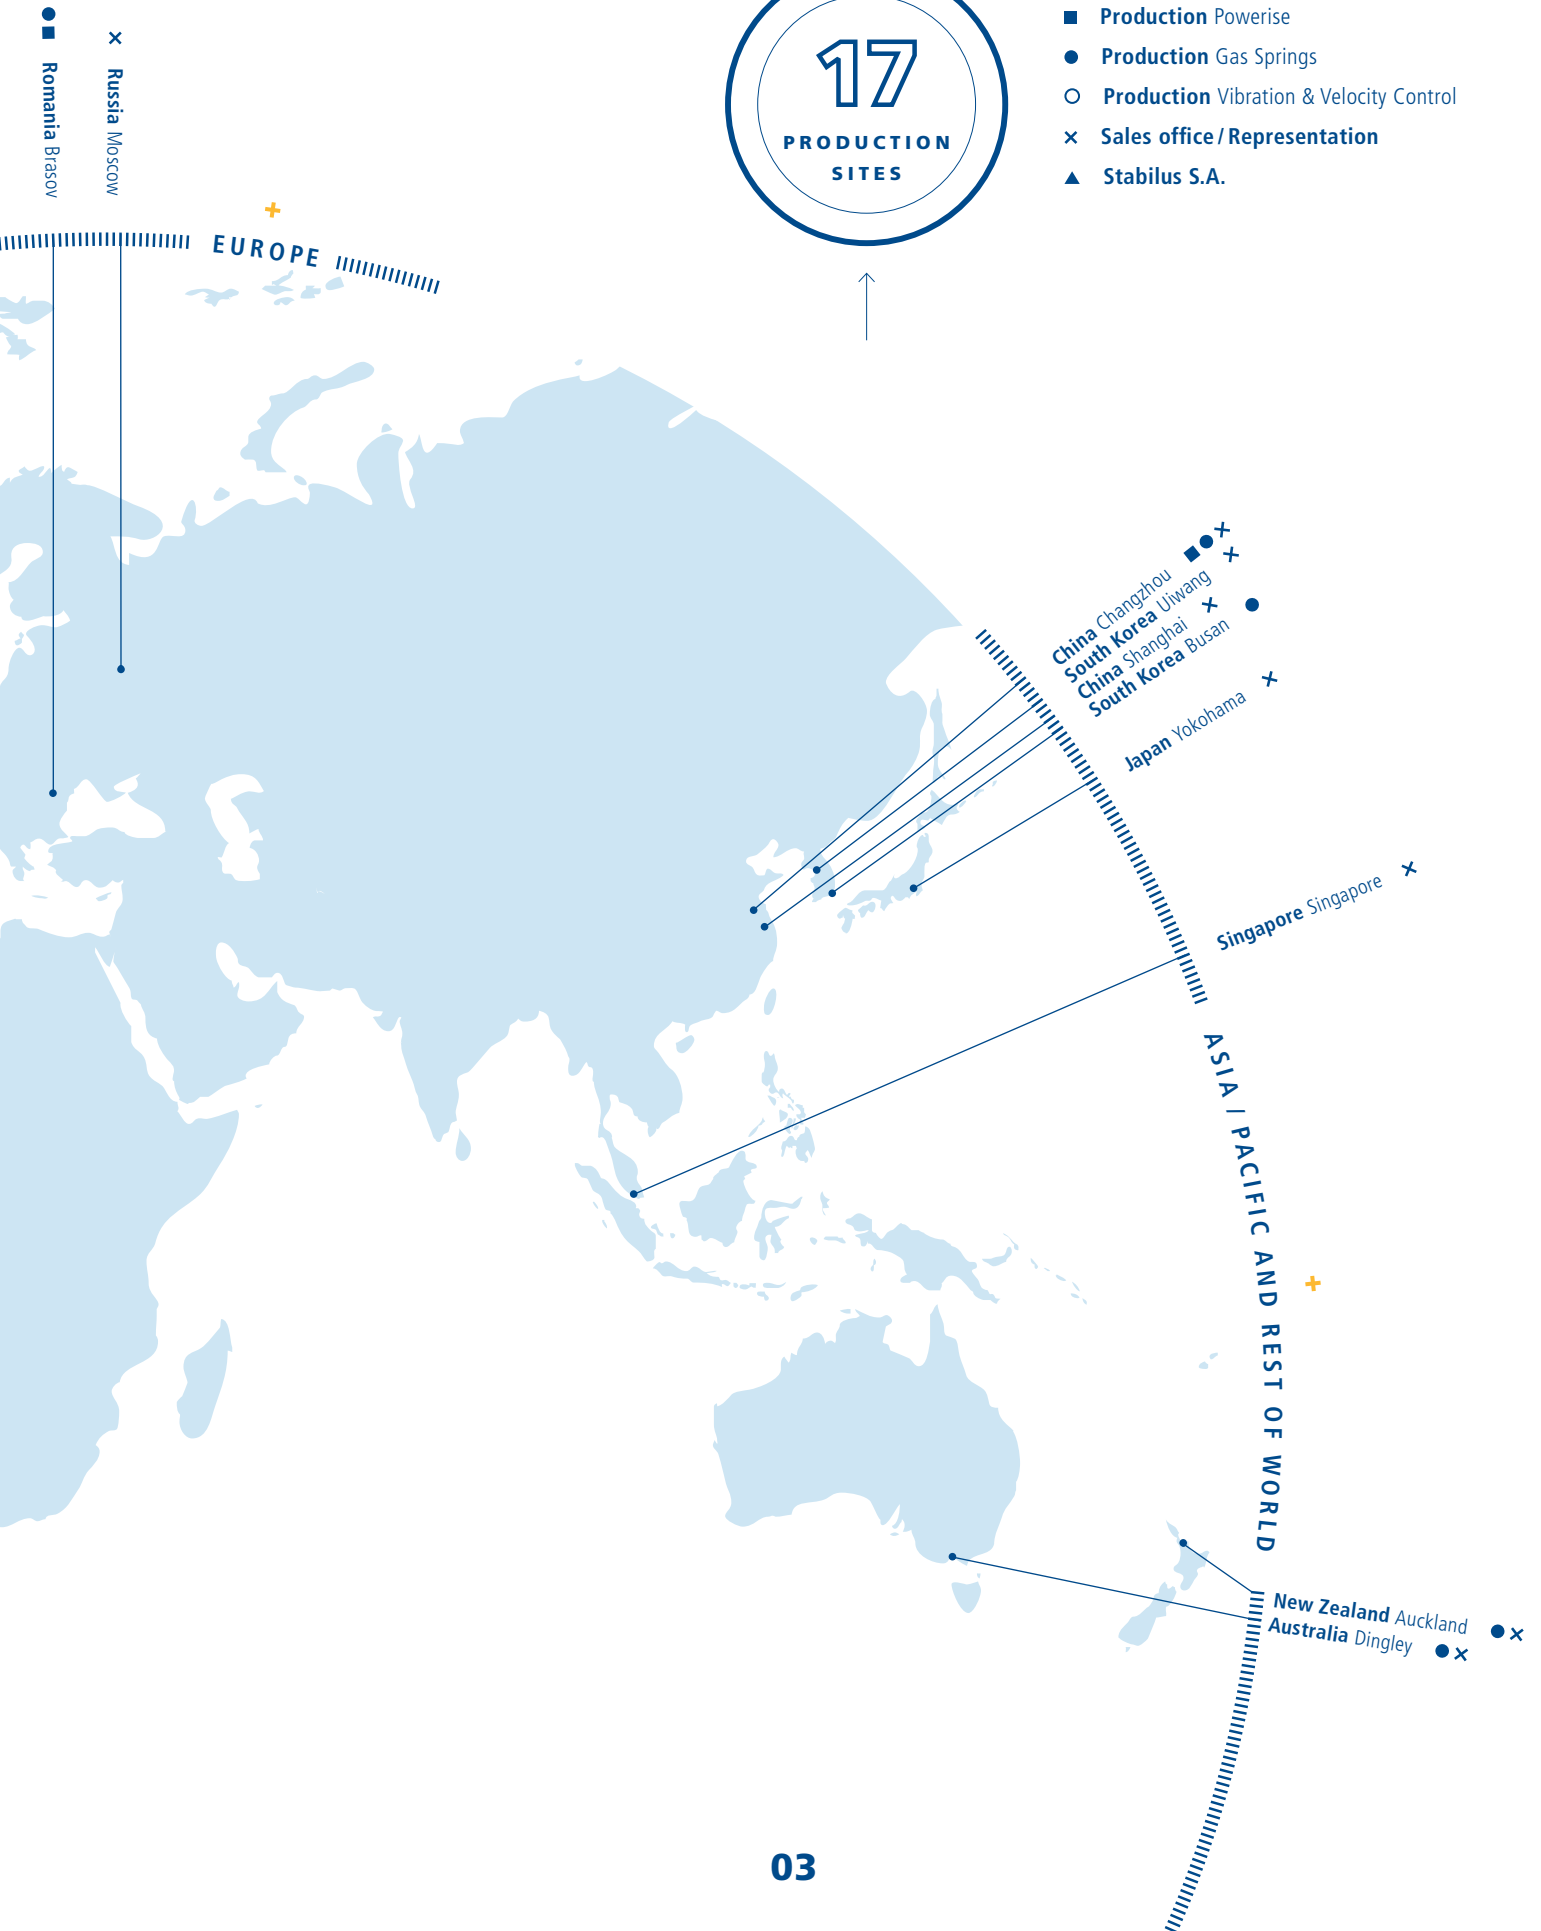 Romania Brasov
Russia Moscow
17
PRODUCTION
SITES
Production Powerise
Production Gas Springs
Production Vibration & Velocity Control
Sales office / Representation
Stabilus S.A.
EUROPE
China Changzhou
South Korea Uiwang
China Shanghai
South Korea Busan
Japan Yokohama
Singapore Singapore
ASIA / PACIFIC AND REST OF WORLD
New Zealand Auckland
Australia Dingley
03